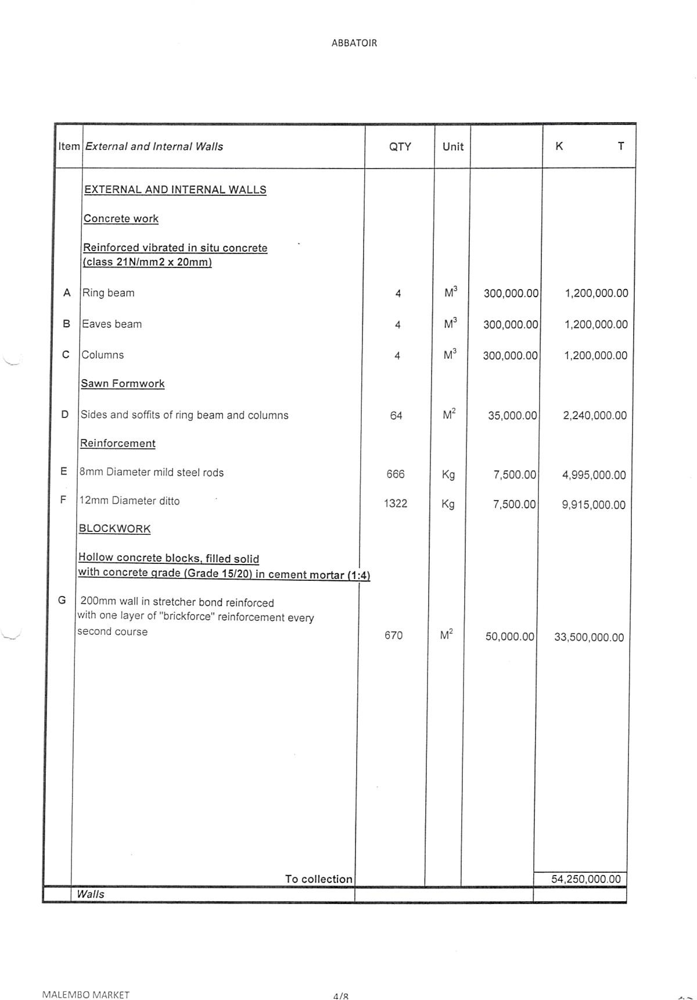 ABBATOIR
Item External and Internal Walls QTY Unit K T
EXTERNAL AND INTERNAL WALLS
Concrete work
Reinforced vibrated in situ concrete
(class 21N/mm2 x 20mm)
A Ring beam 4 M³ 300,000.00 1,200,000.00
B Eaves beam 4 M³ 300,000.00 1,200,000.00
C Columns 4 M³ 300,000.00 1,200,000.00
Sawn Formwork
D Sides and soffits of ring beam and columns 64 M² 35,000.00 2,240,000.00
Reinforcement
E 8mm Diameter mild steel rods 666 Kg 7,500.00 4,995,000.00
F 12mm Diameter ditto 1322 Kg 7,500.00 9,915,000.00
BLOCKWORK
Hollow concrete blocks, filled solid
with concrete grade (Grade 15/20) in cement mortar (1:4)
G 200mm wall in stretcher bond reinforced
with one layer of "brickforce" reinforcement every
second course 670 M² 50,000.00 33,500,000.00
To collection 54,250,000.00
Walls
MALEMBO MARKET 4/8